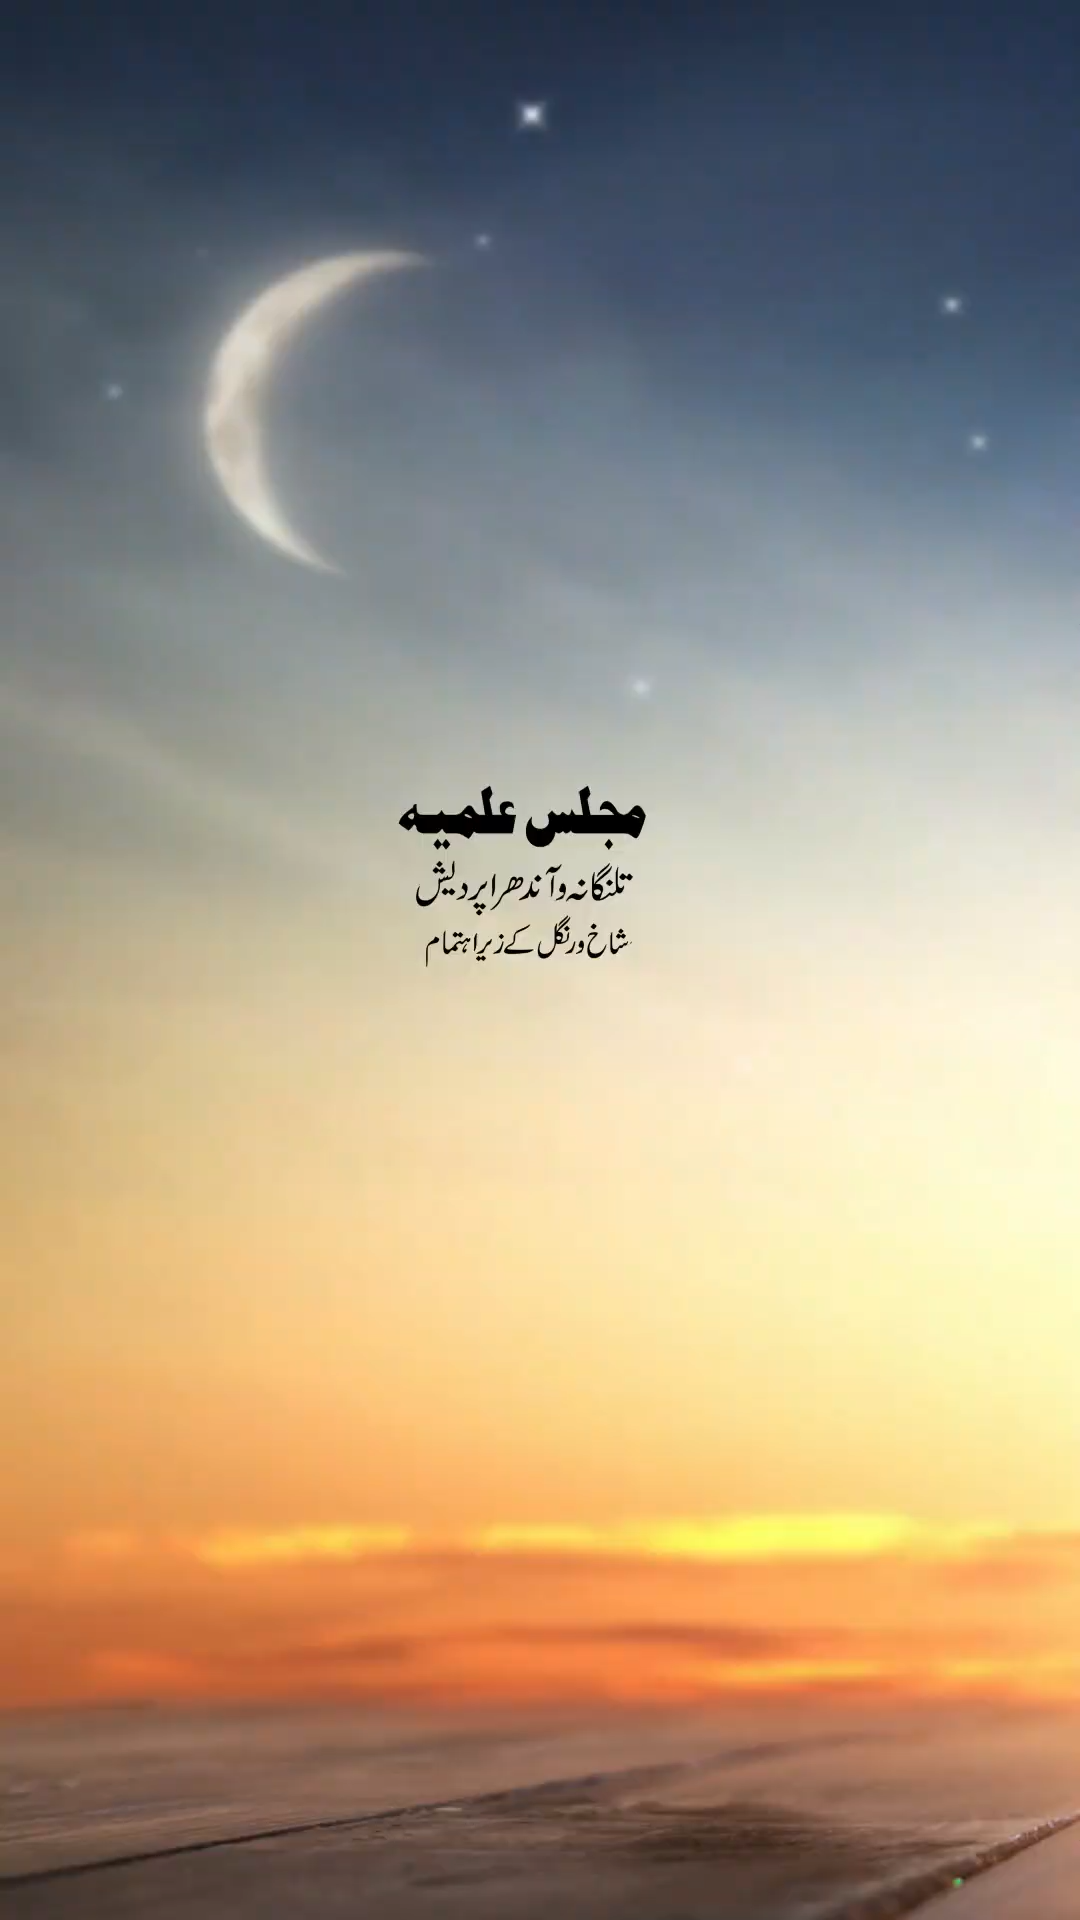 مجلس علمیہ
تلنگانہ وآندھراپردیش
شاخ ورنگل کے زیراہتمام